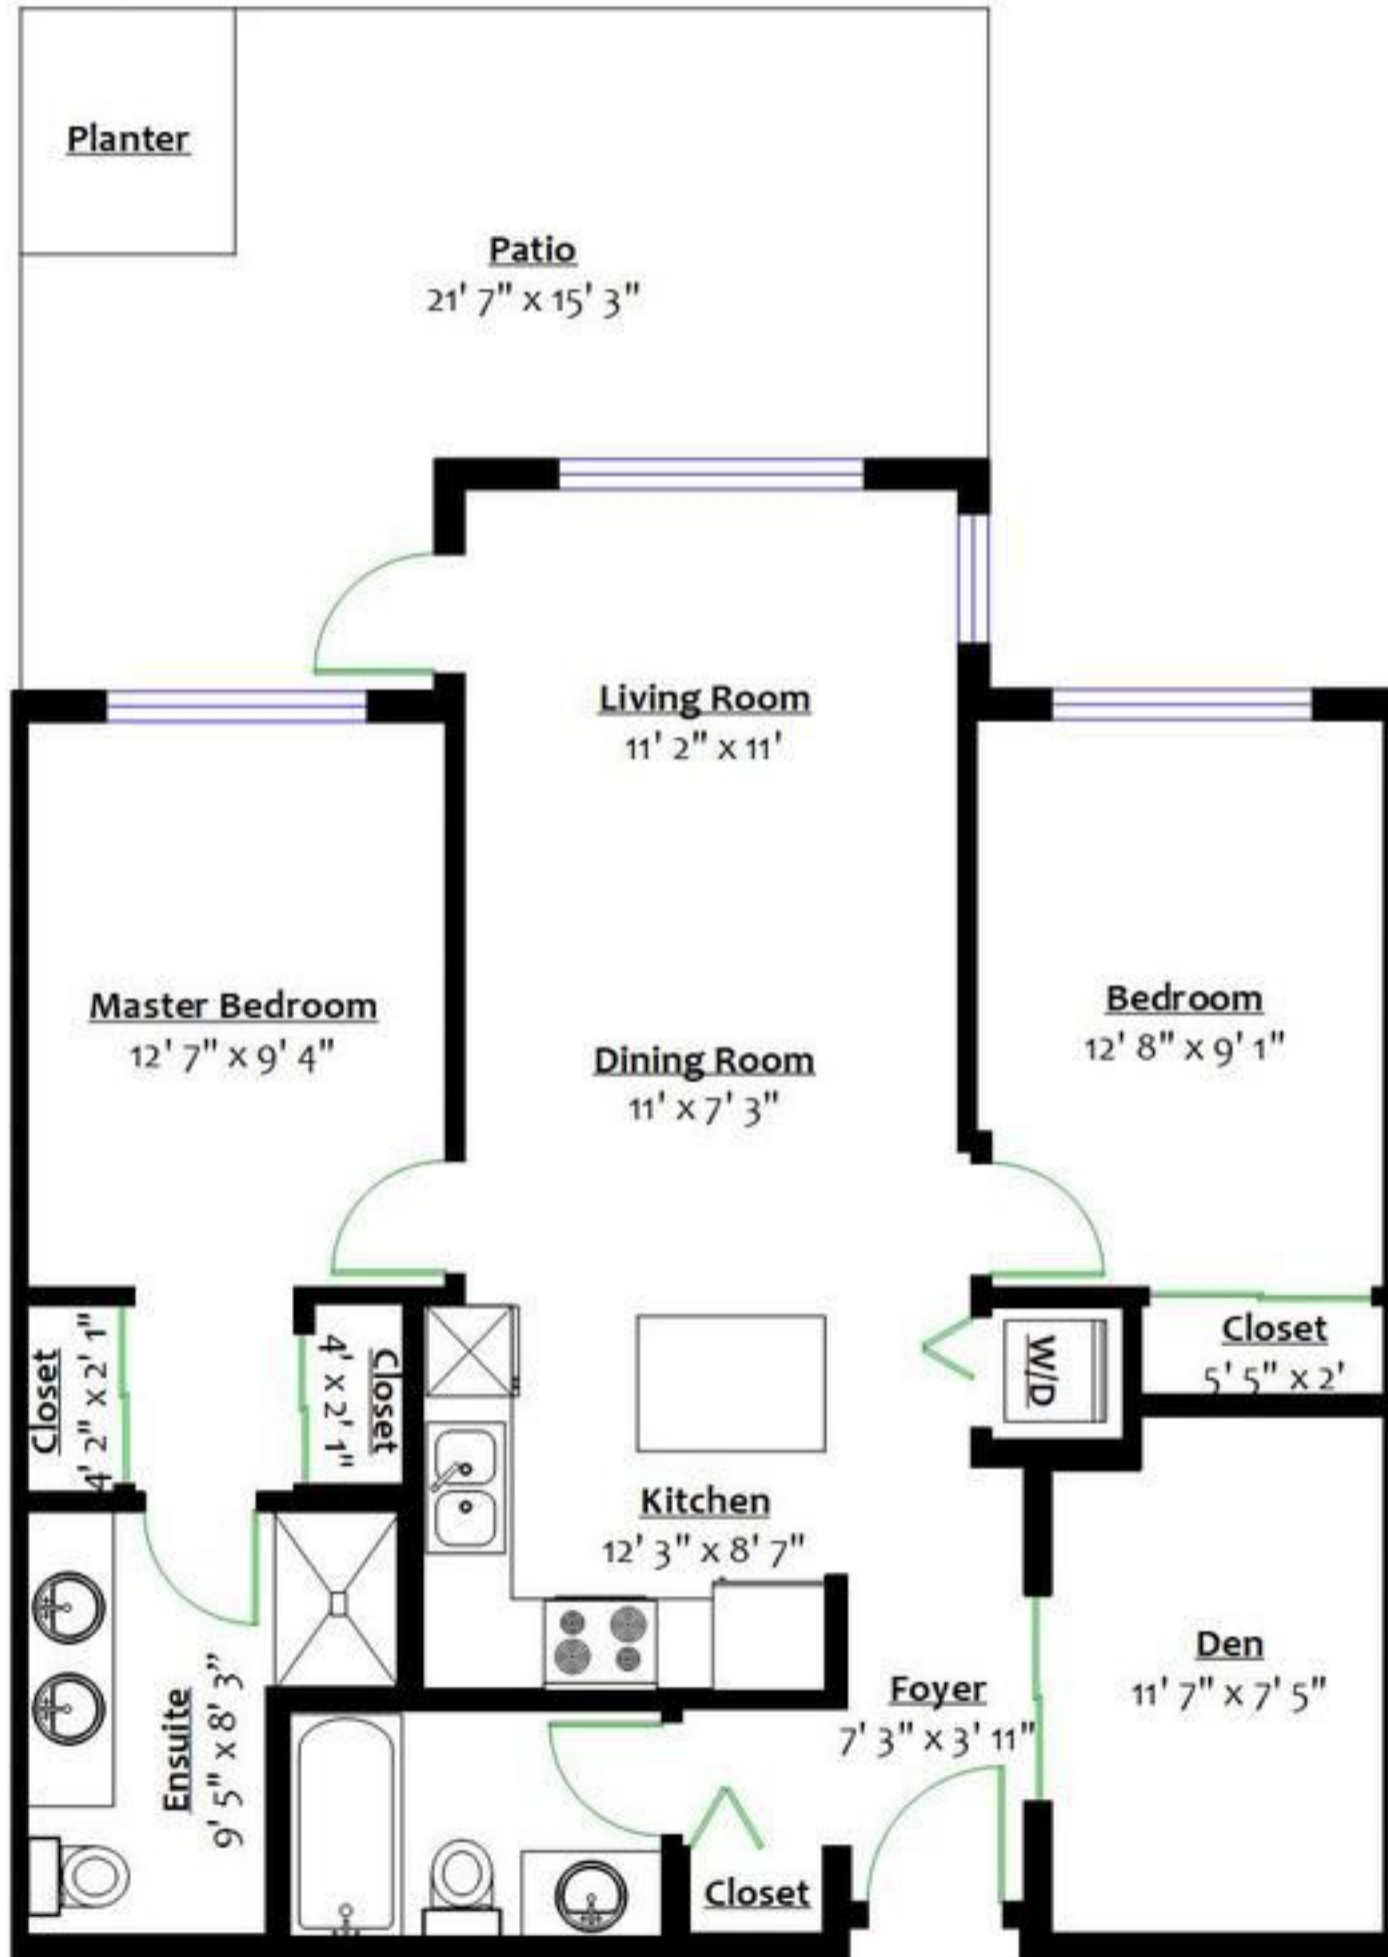 Planter
Patio
21' 7" x 15' 3"
Living Room
11' 2" x 11'
Master Bedroom
12' 7" x 9' 4"
Dining Room
11' x 7' 3"
Bedroom
12' 8" x 9' 1"
Closet
4' 2" x 2' 1"
Closet
4' x 2' 1"
W/D
Closet
5' 5" x 2'
Kitchen
12' 3" x 8' 7"
Ensuite
9' 5" x 8' 3"
Foyer
7' 3" x 3' 11"
Den
11' 7" x 7' 5"
Closet